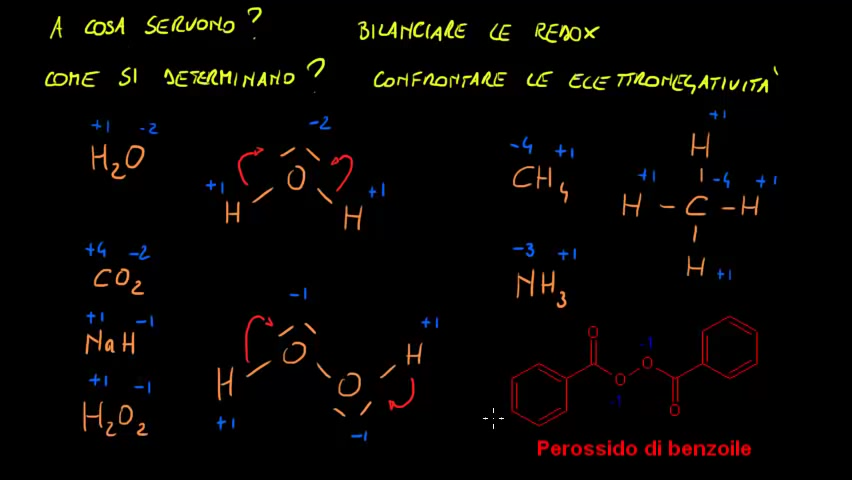 A COSA SERVONO? BILANCIARE LE REDOX
COME SI DETERMINANO? CONFRONTARE LE ELETTRONEGATIVITÀ
+1 -2
H2O
-2
+1 O +1
H H
-4 +1
CH4
+1
H
+1 -4 +1
H - C - H
H +1
+4 -2
CO2
-3 +1
NH3
+1 -1
NaH
+1 -1
H2O2
-1
O
+1
H
H
O
+1
-1
O
-1
O
O
-1
O
Perossido di benzoile